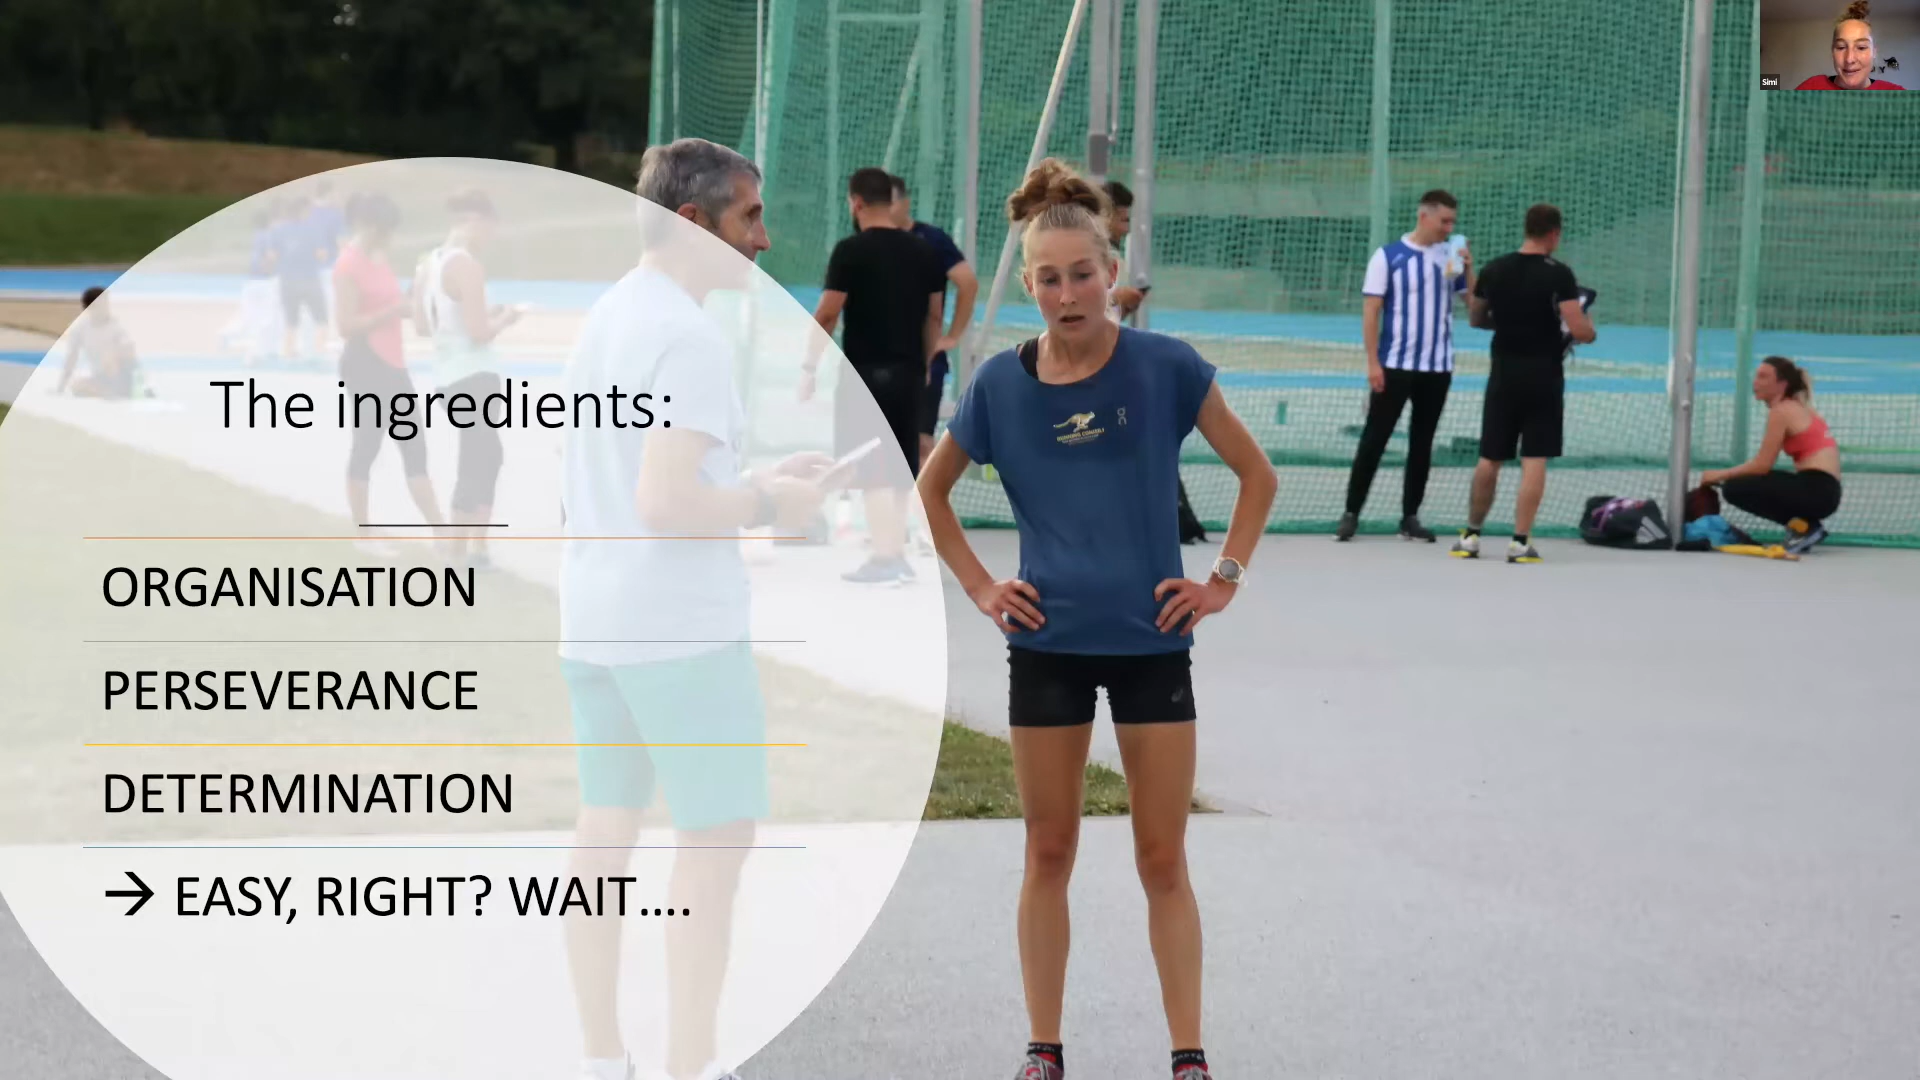 Simi
The ingredients:
ORGANISATION
PERSEVERANCE
DETERMINATION
→ EASY, RIGHT? WAIT....